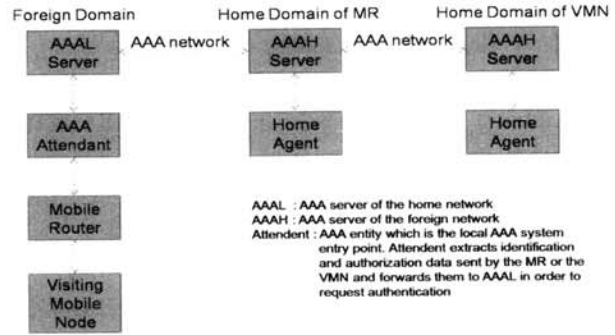 Foreign Domain
Home Domain of MR
Home Domain of VMN
AAAL
Server
AAA network
AAAH
Server
AAA network
AAAH
Server
AAA
Attendant
Home
Agent
Home
Agent
Mobile
Router
Visiting
Mobile
Node
AAAL : AAA server of the home network
AAAH : AAA server of the foreign network
Attendent : AAA entity which is the local AAA system
entry point. Attendent extracts identification
and authorization data sent by the MR or the
VMN and forwards them to AAAL in order to
request authentication